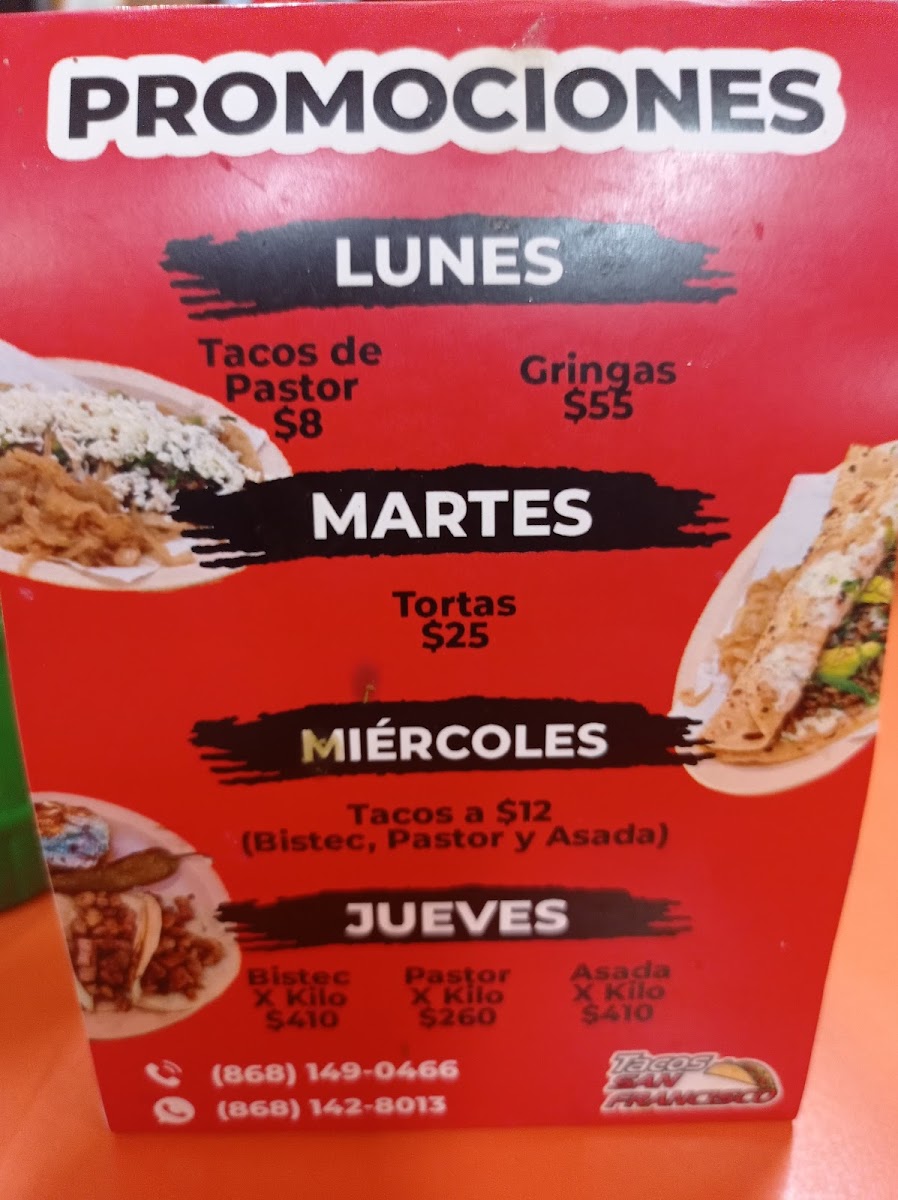 PROMOCIONES
LUNES
Tacos de
Pastor
$8
Gringas
$55
MARTES
Tortas
$25
MIÉRCOLES
Tacos a $12
(Bistec, Pastor y Asada)
JUEVES
Bistec
X Kilo
$410
Pastor
X Kilo
$260
Asada
X Kilo
$410
(868) 149-0466
(868) 142-8013
Tacos
SAN
FRANCISCO